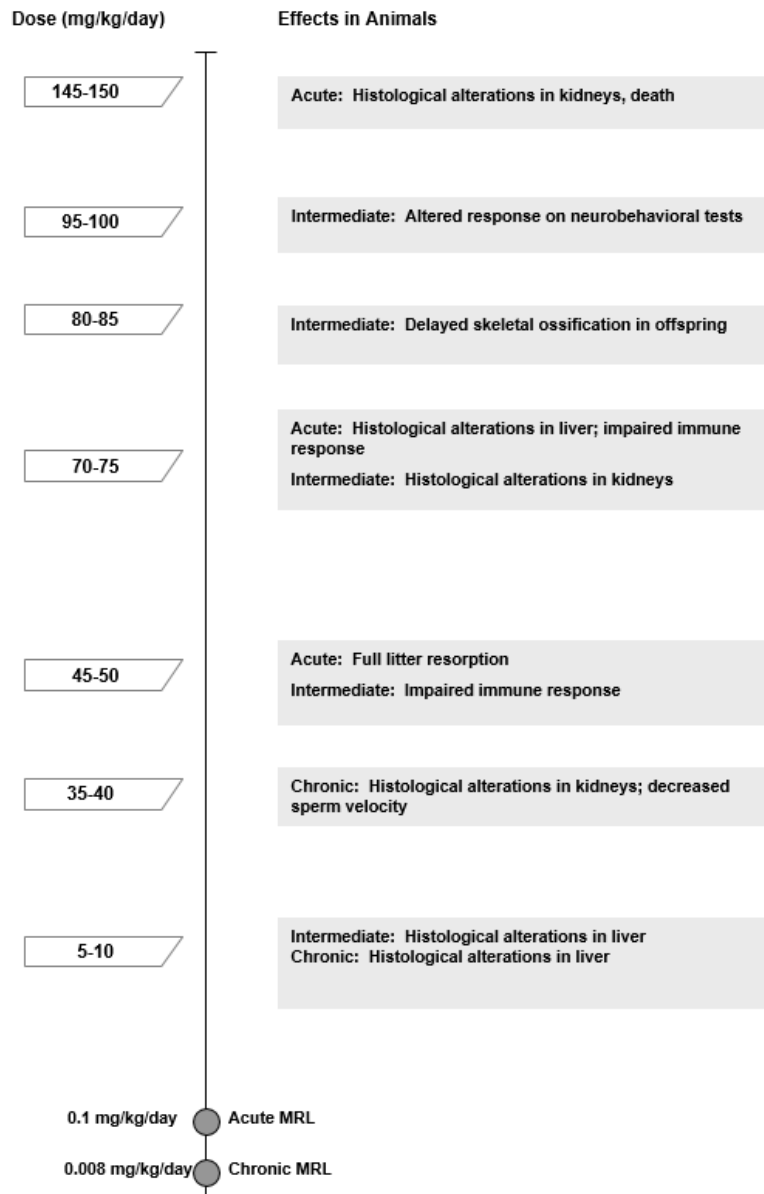 Dose (mg/kg/day) Effects in Animals
145-150
Acute: Histological alterations in kidneys, death
95-100
Intermediate: Altered response on neurobehavioral tests
80-85
Intermediate: Delayed skeletal ossification in offspring
70-75
Acute: Histological alterations in liver; impaired immune
response
Intermediate: Histological alterations in kidneys
45-50
Acute: Full litter resorption
Intermediate: Impaired immune response
35-40
Chronic: Histological alterations in kidneys; decreased
sperm velocity
5-10
Intermediate: Histological alterations in liver
Chronic: Histological alterations in liver
0.1 mg/kg/day Acute MRL
0.008 mg/kg/day Chronic MRL